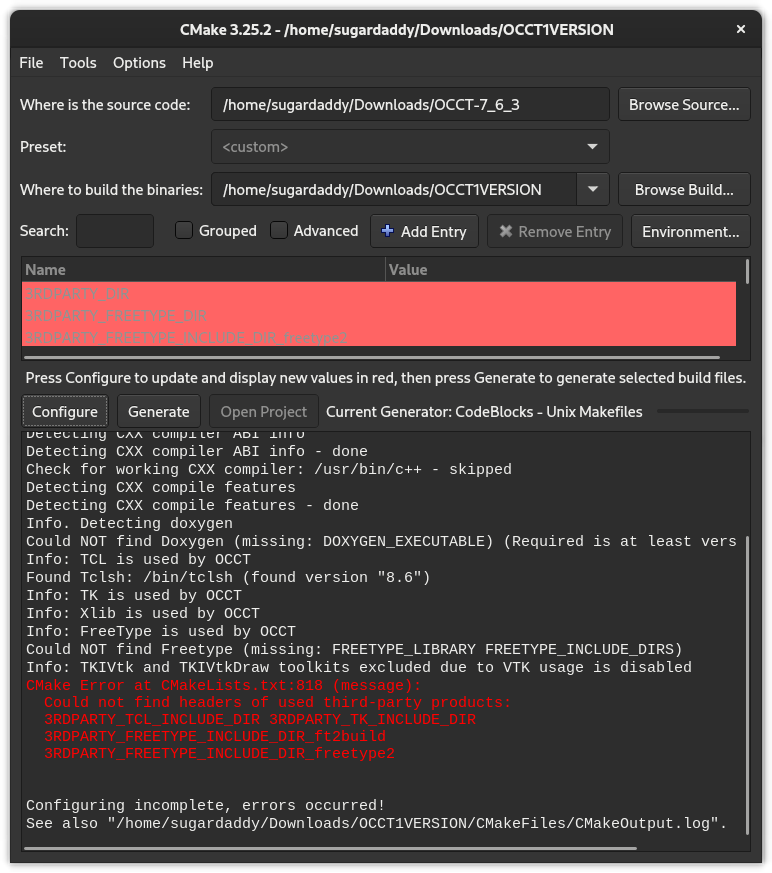 CMake 3.25.2 - /home/sugardaddy/Downloads/OCCT1VERSION ×
File Tools Options Help
Where is the source code: /home/sugardaddy/Downloads/OCCT-7_6_3 Browse Source...
Preset: <custom>
Where to build the binaries: /home/sugardaddy/Downloads/OCCT1VERSION Browse Build...
Search: Grouped Advanced Add Entry Remove Entry Environment...
Name Value
3RDPARTY_DIR
3RDPARTY_FREETYPE_DIR
3RDPARTY_FREETYPE_INCLUDE_DIR_freetype2
Press Configure to update and display new values in red, then press Generate to generate selected build files.
Configure Generate Open Project Current Generator: CodeBlocks - Unix Makefiles
Detecting CXX compiler ABI info
Detecting CXX compiler ABI info - done
Check for working CXX compiler: /usr/bin/c++ - skipped
Detecting CXX compile features
Detecting CXX compile features - done
Info. Detecting doxygen
Could NOT find Doxygen (missing: DOXYGEN_EXECUTABLE) (Required is at least vers
Info: TCL is used by OCCT
Found Tclsh: /bin/tclsh (found version "8.6")
Info: TK is used by OCCT
Info: Xlib is used by OCCT
Info: FreeType is used by OCCT
Could NOT find Freetype (missing: FREETYPE_LIBRARY FREETYPE_INCLUDE_DIRS)
Info: TKIVtk and TKIVtkDraw toolkits excluded due to VTK usage is disabled
CMake Error at CMakeLists.txt:818 (message):
Could not find headers of used third-party products:
3RDPARTY_TCL_INCLUDE_DIR 3RDPARTY_TK_INCLUDE_DIR
3RDPARTY_FREETYPE_INCLUDE_DIR_ft2build
3RDPARTY_FREETYPE_INCLUDE_DIR_freetype2
Configuring incomplete, errors occurred!
See also "/home/sugardaddy/Downloads/OCCT1VERSION/CMakeFiles/CMakeOutput.log".